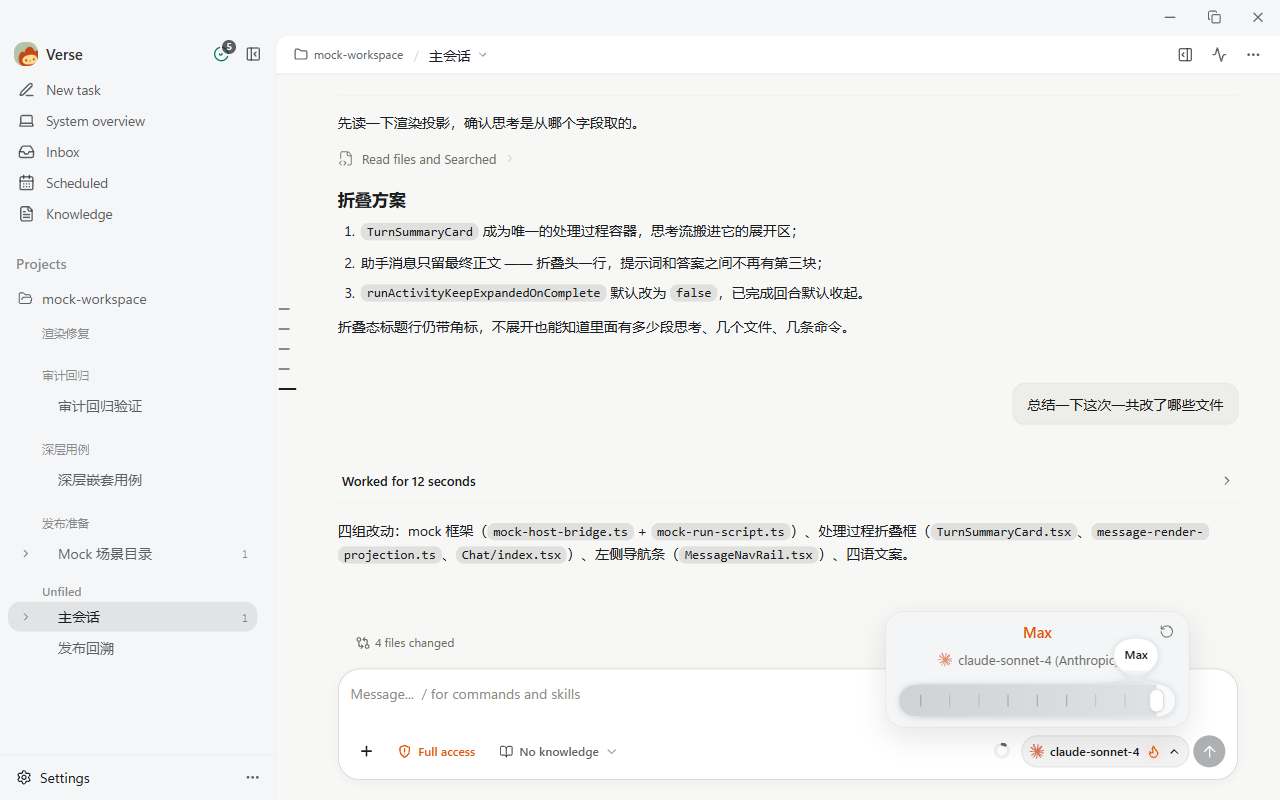 Verse
5
New task
System overview
Inbox
Scheduled
Knowledge
Projects
mock-workspace
渲染修复
审计回归
审计回归验证
深层用例
深层嵌套用例
发布准备
Mock 场景目录 1
Unfiled
主会话 1
发布回溯
Settings
mock-workspace / 主会话
先读一下渲染投影，确认思考是从哪个字段取的。
Read files and Searched
折叠方案
1. TurnSummaryCard 成为唯一的处理过程容器，思考流搬进它的展开区；
2. 助手消息只留最终正文 —— 折叠头一行，提示词和答案之间不再有第三块；
3. runActivityKeepExpandedOnComplete 默认改为 false，已完成回合默认收起。
折叠态标题行仍带角标，不展开也能知道里面有多少段思考、几个文件、几条命令。
总结一下这次一共改了哪些文件
Worked for 12 seconds
四组改动：mock 框架（mock-host-bridge.ts + mock-run-script.ts）、处理过程折叠框（TurnSummaryCard.tsx、message-render-
projection.ts、Chat/index.tsx）、左侧导航条（MessageNavRail.tsx）、四语文案。
4 files changed
Max
claude-sonnet-4 (Anthropic
Max
Message... / for commands and skills
Full access
No knowledge
claude-sonnet-4